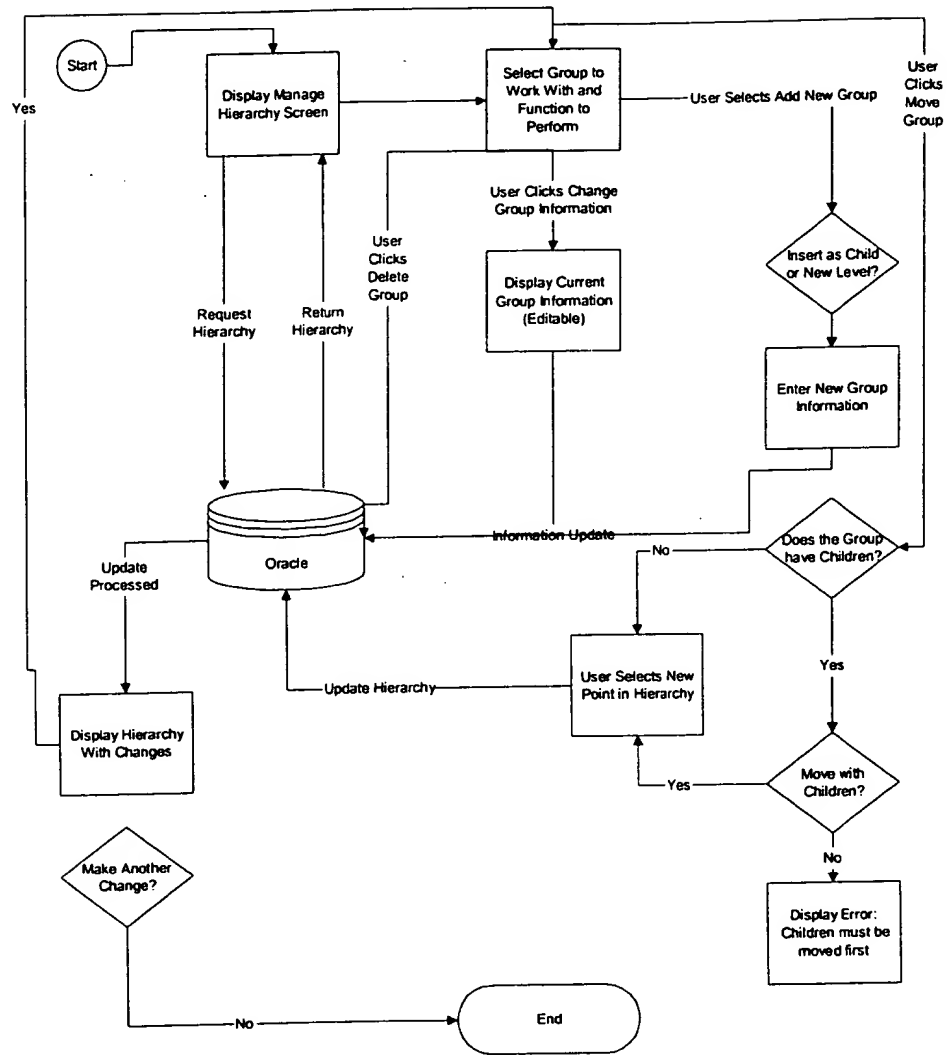 Start
Yes
Display Manage
Hierarchy Screen
Select Group to
Work With and
Function to
Perform
User Selects Add New Group
User
Clicks
Move
Group
User Clicks Change
Group Information
User
Clicks
Delete
Group
Insert as Child
or New Level?
Display Current
Group Information
(Editable)
Request
Hierarchy
Return
Hierarchy
Enter New Group
Information
Oracle
Information Update
Does the Group
have Children?
No
Update
Processed
Yes
User Selects New
Point in Hierarchy
Update Hierarchy
Display Hierarchy
With Changes
Move with
Children?
Yes
No
Make Another
Change?
Display Error:
Children must be
moved first
No
End